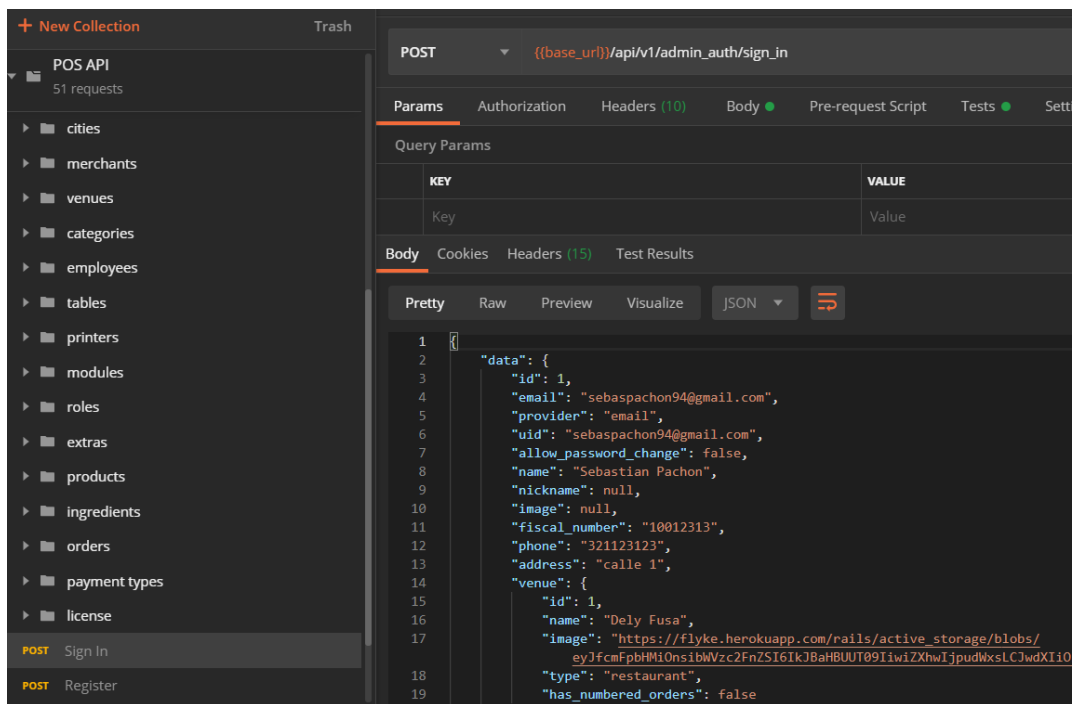 + New Collection Trash
POS API
51 requests
cities
merchants
venues
categories
employees
tables
printers
modules
roles
extras
products
ingredients
orders
payment types
license
POST Sign In
POST Register
POST {{base_url}}/api/v1/admin_auth/sign_in
Params Authorization Headers (10) Body Pre-request Script Tests Setti
Query Params
KEY VALUE
Key Value
Body Cookies Headers (15) Test Results
Pretty Raw Preview Visualize JSON
1 {
2 "data": {
3 "id": 1,
4 "email": "sebaspachon94@gmail.com",
5 "provider": "email",
6 "uid": "sebaspachon94@gmail.com",
7 "allow_password_change": false,
8 "name": "Sebastian Pachon",
9 "nickname": null,
10 "image": null,
11 "fiscal_number": "10012313",
12 "phone": "321123123",
13 "address": "calle 1",
14 "venue": {
15 "id": 1,
16 "name": "Dely Fusa",
17 "image": "https://flyke.herokuapp.com/rails/active_storage/blobs/
eyJfcmFpbHMiOnsibWVzc2FnZSI6IkJBaHBUUT09IiwiZXhwIjpudWxsLCJwdXIiO
18 "type": "restaurant",
19 "has_numbered_orders": false